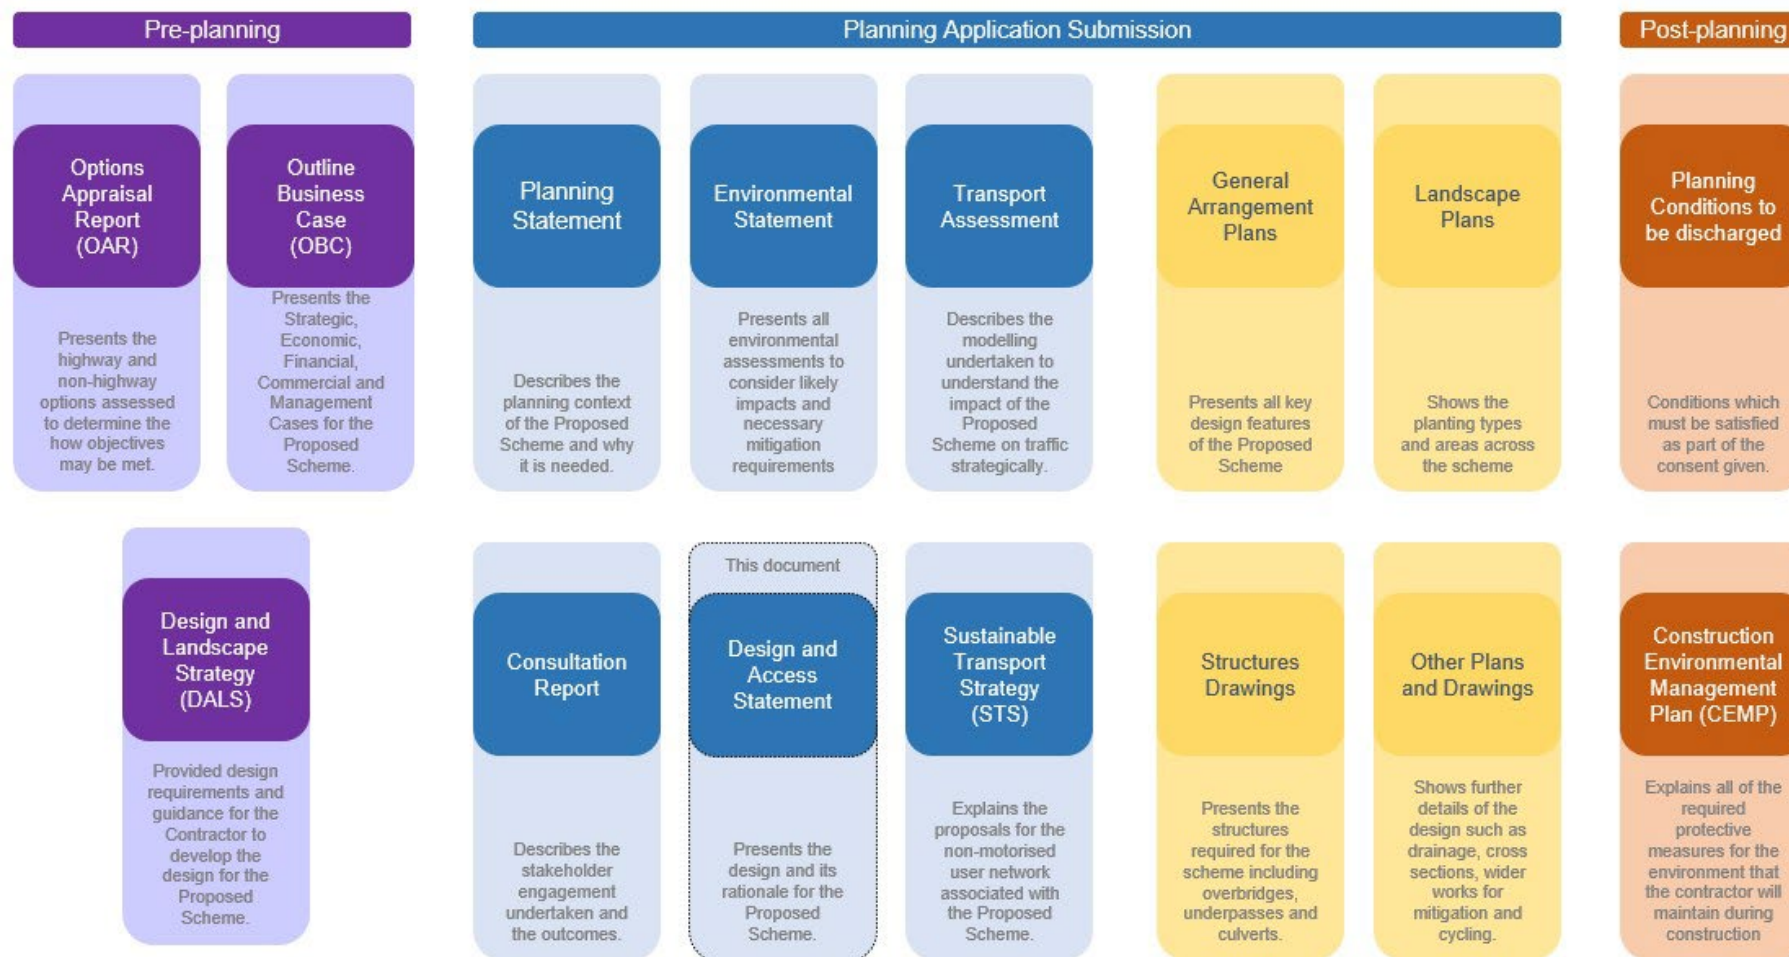 Pre-planning
Planning Application Submission
Post-planning
Options
Appraisal
Report
(OAR)
Presents the
highway and
non-highway
options assessed
to determine the
how objectives
may be met.
Outline
Business
Case
(OBC)
Presents the
Strategic,
Economic,
Financial,
Commercial and
Management
Cases for the
Proposed
Scheme.
Planning
Statement
Describes the
planning context
of the Proposed
Scheme and why
it is needed.
Environmental
Statement
Presents all
environmental
assessments to
consider likely
impacts and
necessary
mitigation
requirements
Transport
Assessment
Describes the
modelling
undertaken to
understand the
impact of the
Proposed
Scheme on traffic
strategically.
General
Arrangement
Plans
Presents all key
design features
of the Proposed
Scheme
Landscape
Plans
Shows the
planting types
and areas across
the scheme
Planning
Conditions to
be discharged
Conditions which
must be satisfied
as part of the
consent given.
Design and
Landscape
Strategy
(DALS)
Provided design
requirements and
guidance for the
Contractor to
develop the
design for the
Proposed
Scheme.
Consultation
Report
Describes the
stakeholder
engagement
undertaken and
the outcomes.
This document
Design and
Access
Statement
Presents the
design and its
rationale for the
Proposed
Scheme.
Sustainable
Transport
Strategy
(STS)
Explains the
proposals for the
non-motorised
user network
associated with
the Proposed
Scheme.
Structures
Drawings
Presents the
structures
required for the
scheme including
overbridges,
underpasses and
culverts.
Other Plans
and Drawings
Shows further
details of the
design such as
drainage, cross
sections, wider
works for
mitigation and
cycling.
Construction
Environmental
Management
Plan (CEMP)
Explains all of the
required
protective
measures for the
environment that
the contractor will
maintain during
construction